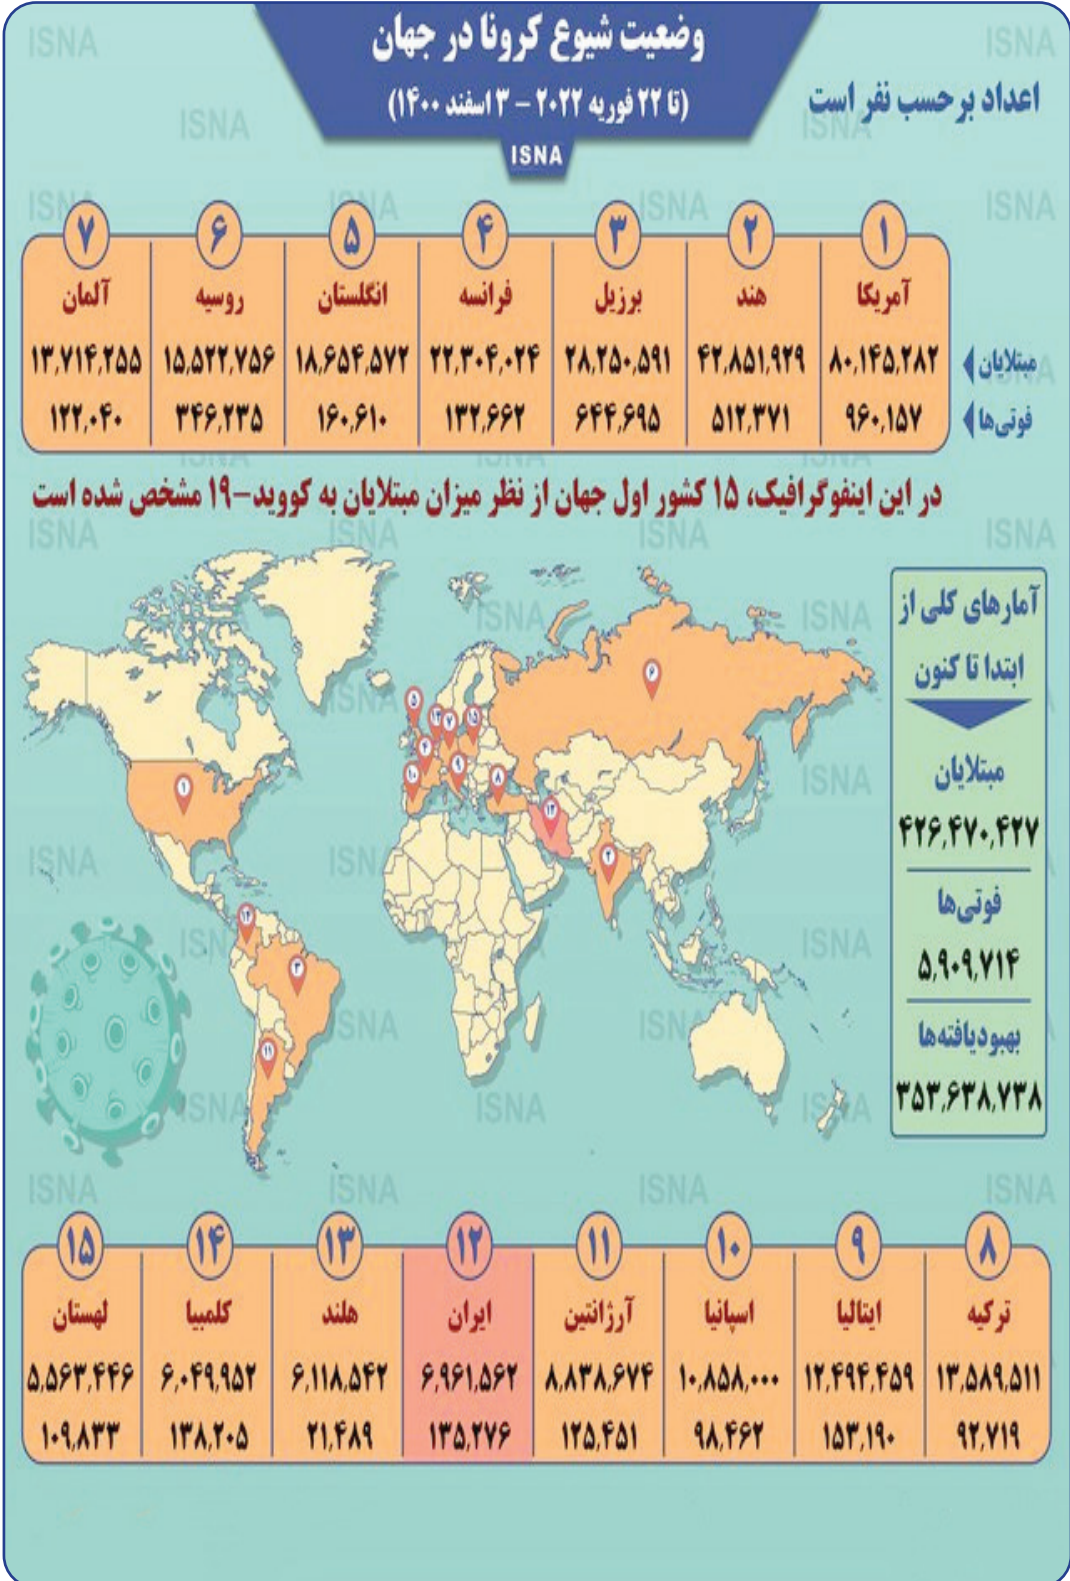 وضعیت شیوع کرونا در جهان
(تا ۲۲ فوریه ۲۰۲۲ – ۳ اسفند ۱۴۰۰)
ISNA
اعداد برحسب نفر است
۱ ۲ ۳ ۴ ۵ ۶ ۷
آمریکا هند برزیل فرانسه انگلستان روسیه آلمان
مبتلایان ۸۰,۱۴۵,۲۸۲ ۴۲,۸۵۱,۹۲۹ ۲۸,۲۵۰,۵۹۱ ۲۲,۳۰۴,۰۲۴ ۱۸,۶۵۴,۵۷۲ ۱۵,۵۲۲,۷۵۶ ۱۳,۷۱۴,۲۵۵
فوتی‌ها ۹۶۰,۱۵۷ ۵۱۲,۳۷۱ ۶۴۴,۶۹۵ ۱۳۲,۶۶۲ ۱۶۰,۶۱۰ ۳۴۶,۲۳۵ ۱۲۲,۰۴۰
در این اینفوگرافیک، ۱۵ کشور اول جهان از نظر میزان مبتلایان به کووید-۱۹ مشخص شده است
آمارهای کلی از
ابتدا تا کنون
مبتلایان
۴۲۶,۴۷۰,۴۲۷
فوتی‌ها
۵,۹۰۹,۷۱۴
بهبودیافته‌ها
۳۵۳,۶۳۸,۷۳۸
۸ ۹ ۱۰ ۱۱ ۱۲ ۱۳ ۱۴ ۱۵
ترکیه ایتالیا اسپانیا آرژانتین ایران هلند کلمبیا لهستان
۱۳,۵۸۹,۵۱۱ ۱۲,۴۹۴,۴۵۹ ۱۰,۸۵۸,۰۰۰ ۸,۸۳۸,۶۷۴ ۶,۹۶۱,۵۶۲ ۶,۱۱۸,۵۴۲ ۶,۰۴۹,۹۵۲ ۵,۵۶۳,۴۴۶
۹۲,۷۱۹ ۱۵۳,۱۹۰ ۹۸,۴۶۲ ۱۲۵,۴۵۱ ۱۳۵,۲۷۶ ۲۱,۴۸۹ ۱۳۸,۲۰۵ ۱۰۹,۸۳۳